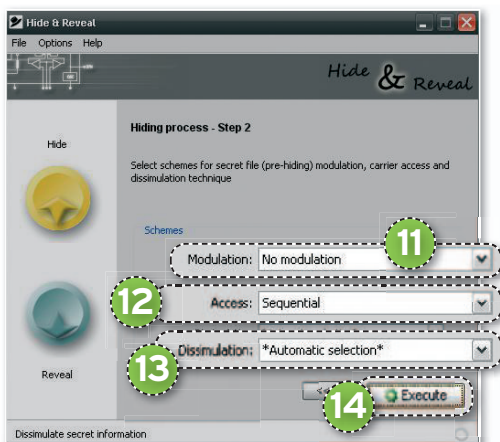 Hide & Reveal
File Options Help
Hide & Reveal
Hide
Hiding process - Step 2
Select schemes for secret file (pre-hiding) modulation, carrier access and
dissimulation technique
Schemes
11
Modulation: No modulation
12
Access: Sequential
13
Dissimulation: *Automatic selection*
Reveal
14
Execute
Dissimulate secret information